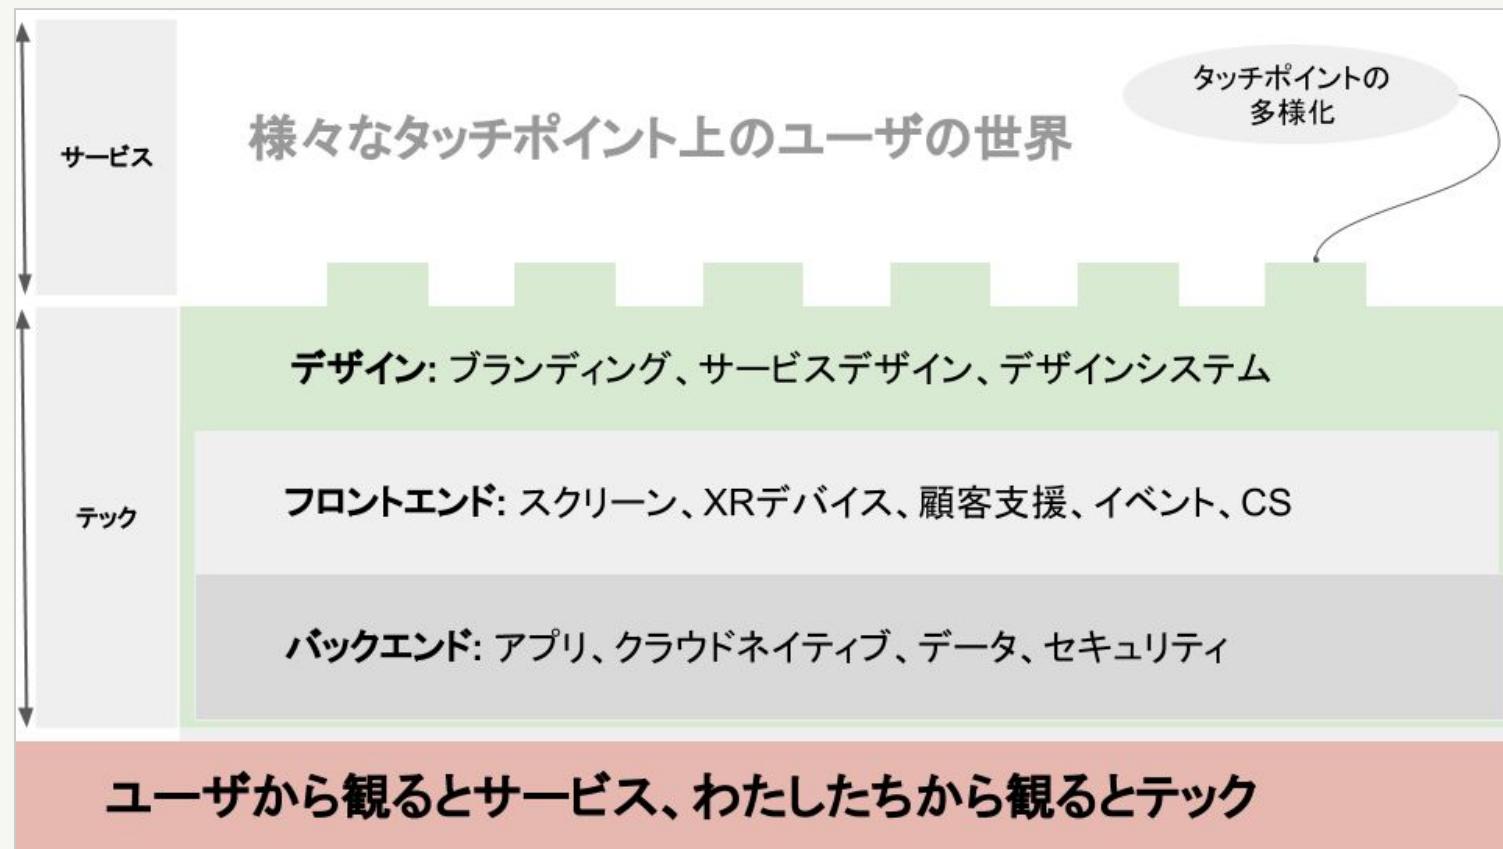 サービス
様々なタッチポイント上のユーザの世界
タッチポイントの
多様化
テック
デザイン: ブランディング、サービスデザイン、デザインシステム
フロントエンド: スクリーン、XRデバイス、顧客支援、イベント、CS
バックエンド: アプリ、クラウドネイティブ、データ、セキュリティ
ユーザから観るとサービス、わたしたちから観るとテック